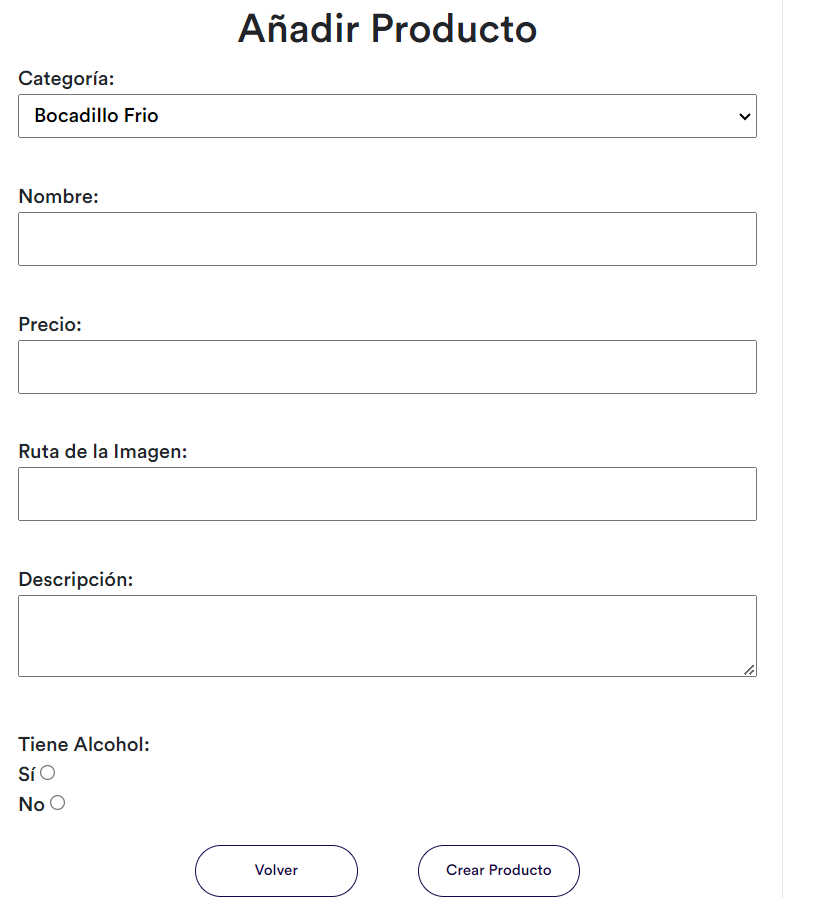 Añadir Producto
Categoría:
Bocadillo Frio
Nombre:
Precio:
Ruta de la Imagen:
Descripción:
Tiene Alcohol:
Sí
No
Volver
Crear Producto